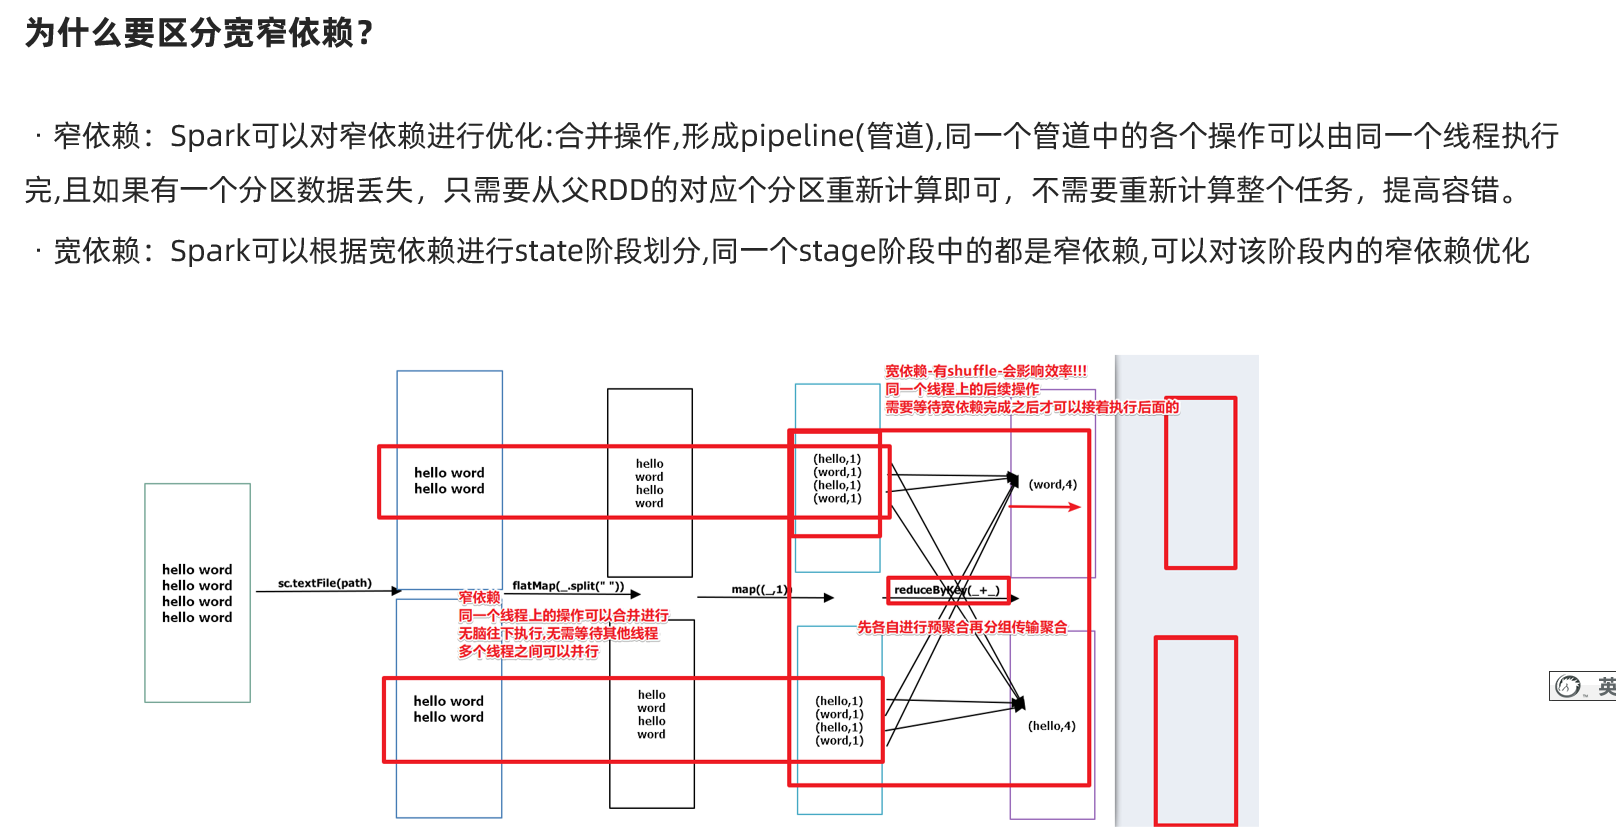 为什么要区分宽窄依赖？
· 窄依赖：Spark可以对窄依赖进行优化:合并操作,形成pipeline(管道),同一个管道中的各个操作可以由同一个线程执行
完,且如果有一个分区数据丢失，只需要从父RDD的对应个分区重新计算即可，不需要重新计算整个任务，提高容错。
· 宽依赖：Spark可以根据宽依赖进行state阶段划分,同一个stage阶段中的都是窄依赖,可以对该阶段内的窄依赖优化
hello word
hello word
hello word
hello word
sc.textFile(path)
hello word
hello word
hello word
hello word
flatMap(_.split(" "))
窄依赖
同一个线程上的操作可以合并进行
无脑往下执行,无需等待其他线程
多个线程之间可以并行
hello
word
hello
word
hello
word
hello
word
map((_,1))
(hello,1)
(word,1)
(hello,1)
(word,1)
(hello,1)
(word,1)
(hello,1)
(word,1)
宽依赖-有shuffle-会影响效率!!!
同一个线程上的后续操作
需要等待宽依赖完成之后才可以接着执行后面的
reduceByKey(_+_)
先各自进行预聚合再分组传输聚合
(word,4)
(hello,4)
英